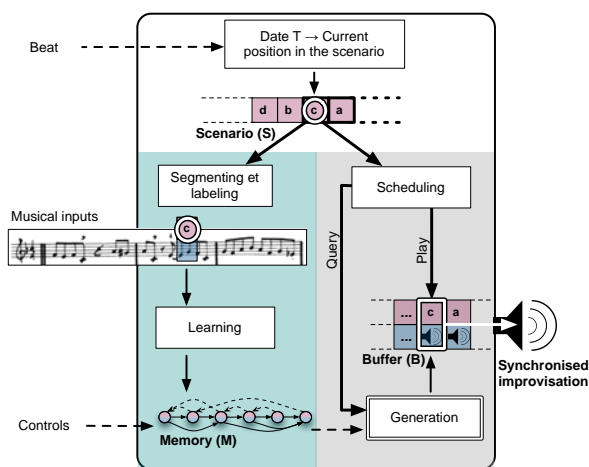 Date T → Current
position in the scenario
Beat
d b c a
Scenario (S)
Segmenting et
labeling
Scheduling
c
Musical inputs
Query
Play
... c a
...
Learning
Buffer (B)
Synchronised
improvisation
Generation
Controls
Memory (M)